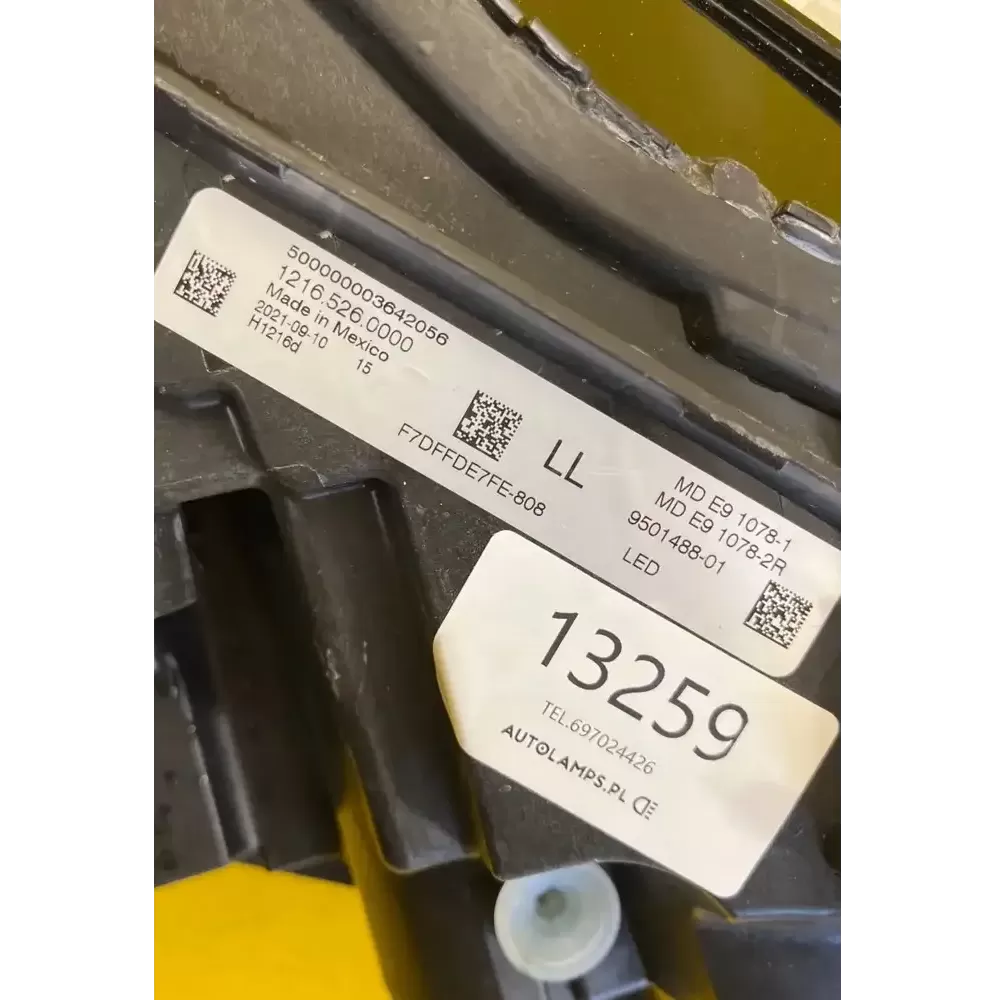 500000003642056
1216.526.0000
Made in Mexico
2021-09-10 15
H1216d
F7DFFDE7FE-808
LL
MD E9 1078-1
MD E9 1078-2R
9501488-01
LED
13259
TEL.697024426
AUTOLAMPS.PL